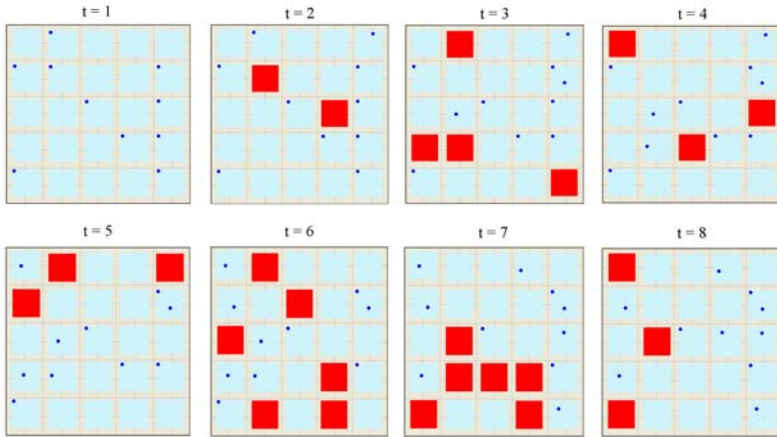 t = 1
t = 2
t = 3
t = 4
t = 5
t = 6
t = 7
t = 8